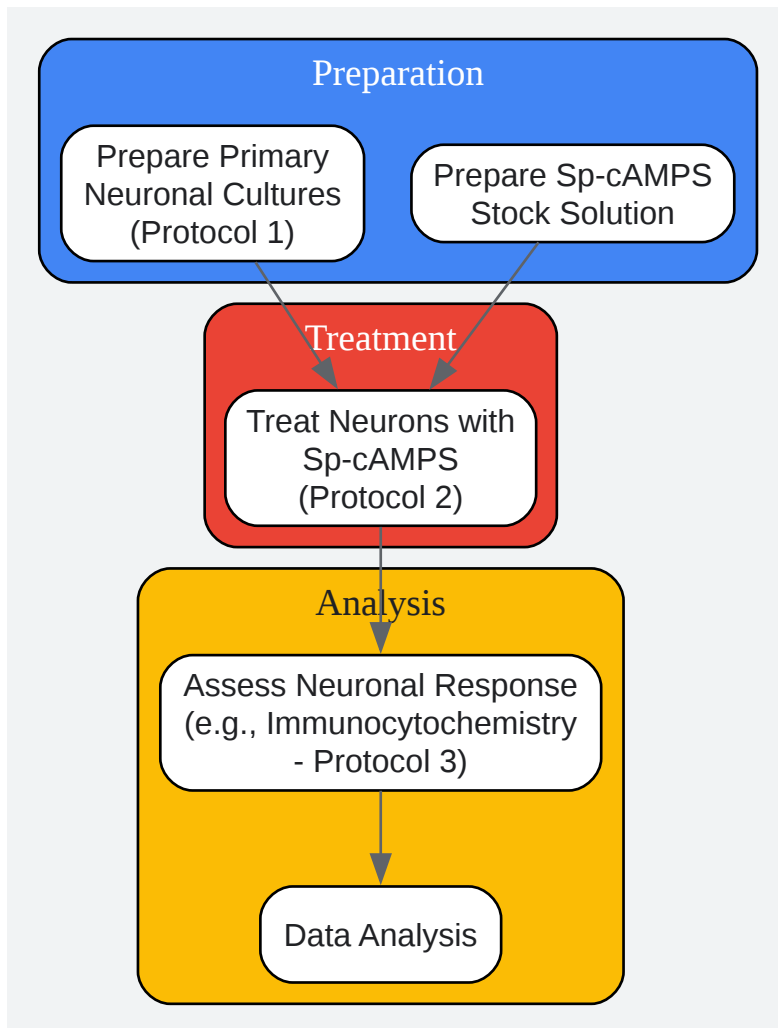 Preparation
Prepare Primary
Neuronal Cultures
(Protocol 1)
Prepare Sp-cAMPS
Stock Solution
Treatment
Treat Neurons with
Sp-cAMPS
(Protocol 2)
Analysis
Assess Neuronal Response
(e.g., Immunocytochemistry
- Protocol 3)
Data Analysis